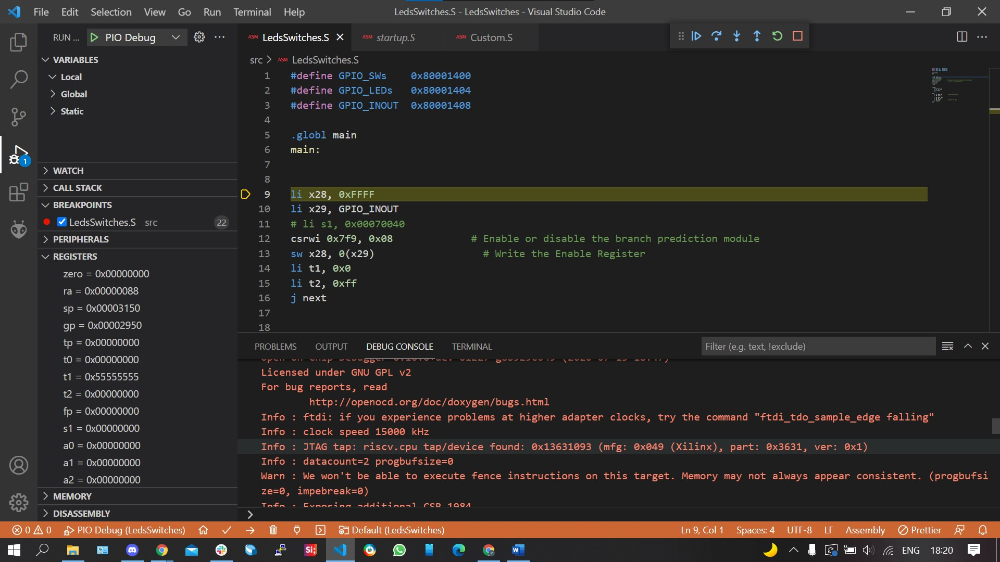 File Edit Selection View Go Run Terminal Help
LedsSwitches.S - LedsSwitches - Visual Studio Code
RUN ... PIO Debug
VARIABLES
Local
Global
Static
WATCH
CALL STACK
BREAKPOINTS
LedsSwitches.S src 22
PERIPHERALS
REGISTERS
zero = 0x00000000
ra = 0x00000088
sp = 0x00003150
gp = 0x00002950
tp = 0x00000000
t0 = 0x00000000
t1 = 0x55555555
t2 = 0x00000000
fp = 0x00000000
s1 = 0x00000000
a0 = 0x00000000
a1 = 0x00000000
a2 = 0x00000000
MEMORY
DISASSEMBLY
1
ASM LedsSwitches.S ASM startup.S ASM Custom.S
src > ASM LedsSwitches.S
1 #define GPIO_SWs 0x80001400
2 #define GPIO_LEDs 0x80001404
3 #define GPIO_INOUT 0x80001408
4
5 .globl main
6 main:
7
8
9 li x28, 0xFFFF
10 li x29, GPIO_INOUT
11 # li s1, 0x00070040
12 csrwi 0x7f9, 0x08 # Enable or disable the branch prediction module
13 sw x28, 0(x29) # Write the Enable Register
14 li t1, 0x0
15 li t2, 0xff
16 j next
17
18
PROBLEMS OUTPUT DEBUG CONSOLE TERMINAL
Filter (e.g. text, !exclude)
Licensed under GNU GPL v2
For bug reports, read
http://openocd.org/doc/doxygen/bugs.html
Info : ftdi: if you experience problems at higher adapter clocks, try the command "ftdi_tdo_sample_edge falling"
Info : clock speed 15000 kHz
Info : JTAG tap: riscv.cpu tap/device found: 0x13631093 (mfg: 0x049 (Xilinx), part: 0x3631, ver: 0x1)
Info : datacount=2 progbufsize=0
Warn : We won't be able to execute fence instructions on this target. Memory may not always appear consistent. (progbufsi
ze=0, impebreak=0)
Info : Exposing additional CSR 1984
>
0 0 PIO Debug (LedsSwitches) Default (LedsSwitches) Ln 9, Col 1 Spaces: 4 UTF-8 LF Assembly Prettier
Si; W ENG 18:20